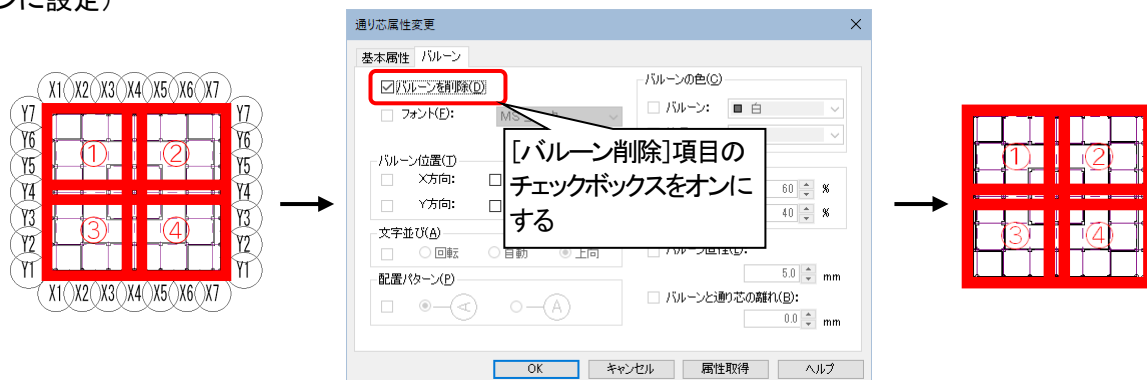 ンに設定）
X1 X2 X3 X4 X5 X6 X7
Y7 Y7
Y6 Y6
Y5 Y5
Y4 Y4
Y3 Y3
Y2 Y2
Y1 Y1
① ②
③ ④
X1 X2 X3 X4 X5 X6 X7
通り芯属性変更
基本属性 バルーン
バルーンを削除(D)
フォント(F):
バルーン位置(T)
X方向:
Y方向:
文字並び(A)
回転 自動 上向
配置パターン(P)
A A
バルーンの色(C)
バルーン: 白
60 %
40 %
5.0 mm
バルーンと通り芯の離れ(B):
0.0 mm
[バルーン削除]項目の
チェックボックスをオンに
する
OK キャンセル 属性取得 ヘルプ
① ②
③ ④